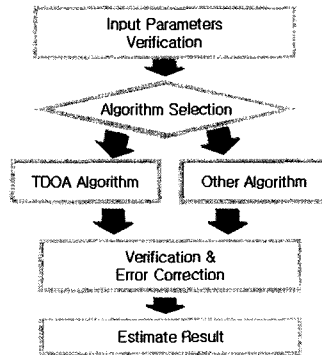 Input Parameters
Verification
Algorithm Selection
TDOA Algorithm
Other Algorithm
Verification &
Error Correction
Estimate Result